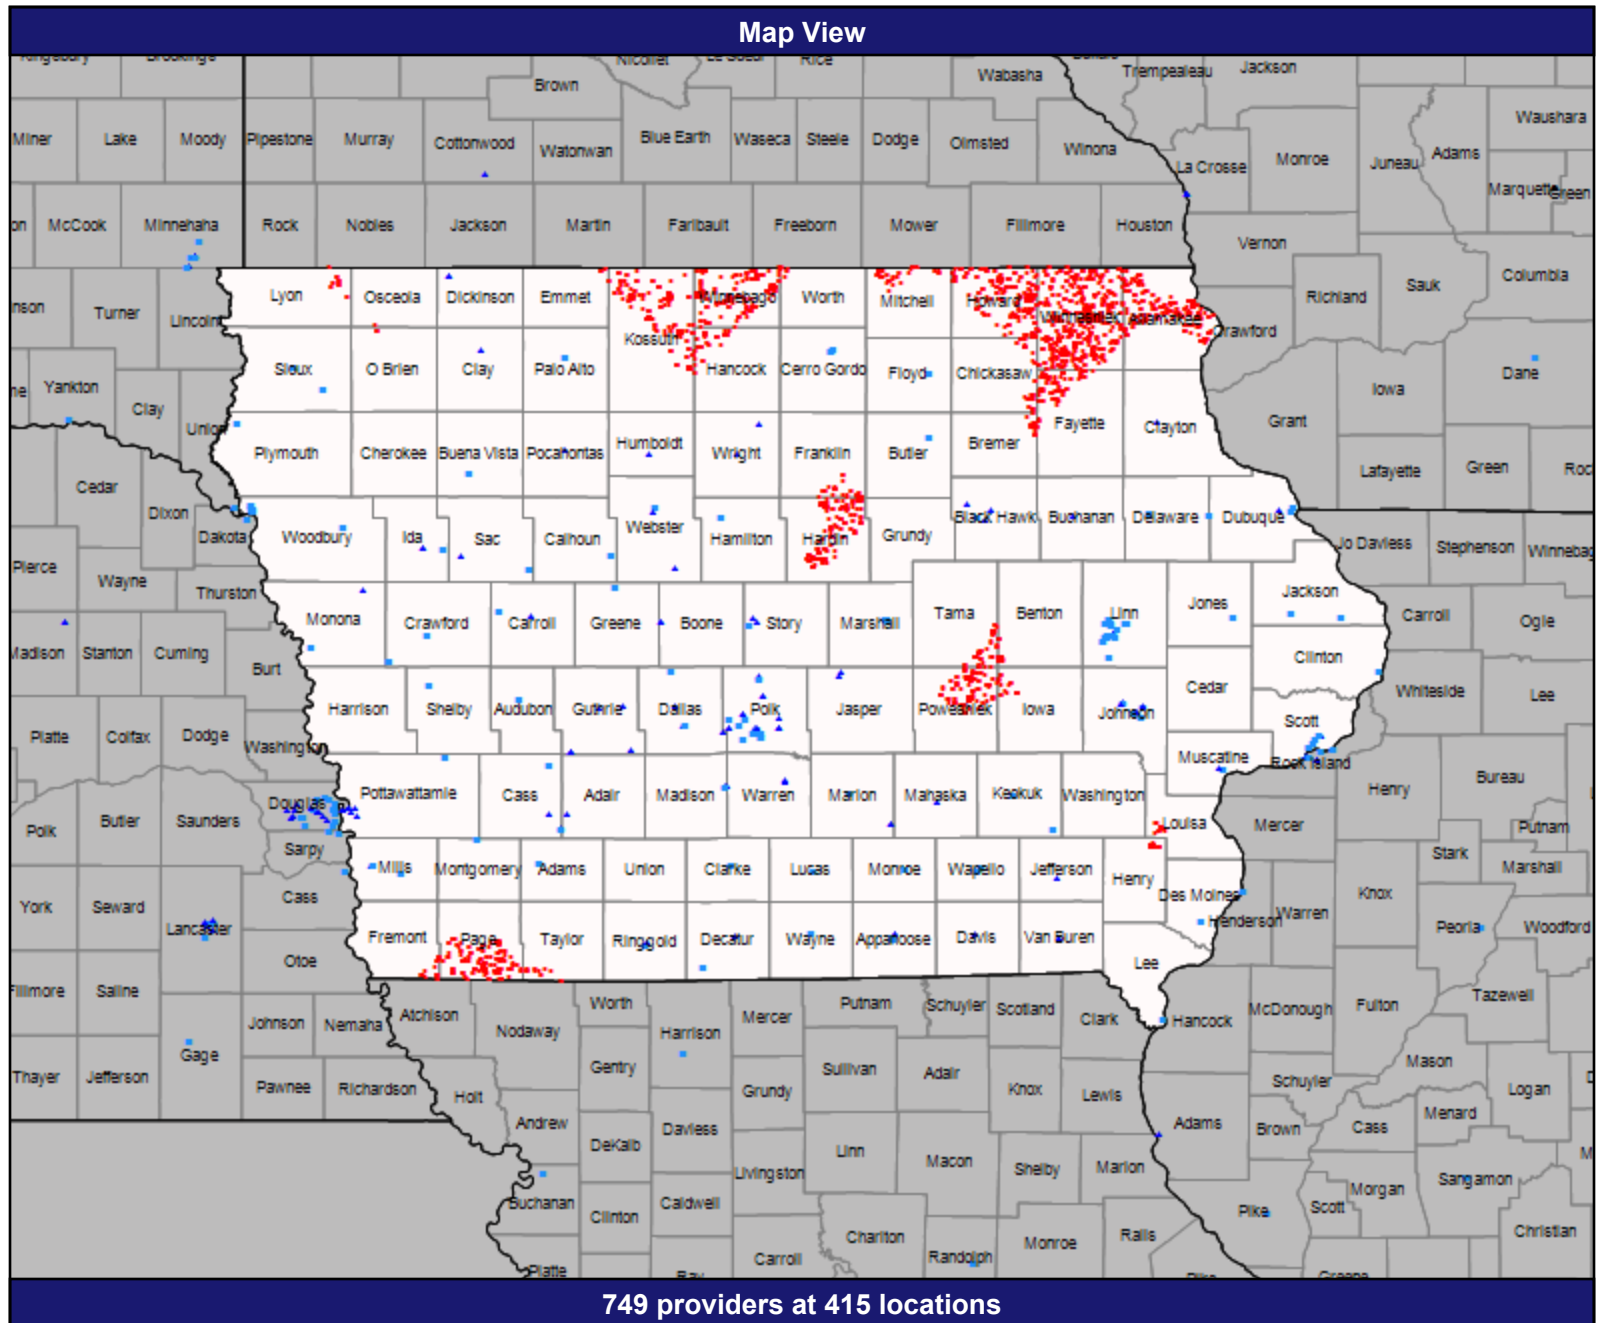 Map View
Brown
Rice
Wabasha
Trempealeau
Jackson
Waushara
Miner
Lake
Moody
Pipestone
Murray
Cottonwood
Watonwan
Blue Earth
Waseca
Steele
Dodge
Olmsted
Winona
La Crosse
Monroe
Juneau
Adams
Marquette
Green
McCook
Minnehaha
Rock
Nobles
Jackson
Martin
Faribault
Freeborn
Mower
Fillmore
Houston
Vernon
Richland
Sauk
Columbia
Turner
Lincoln
Lyon
Osceola
Dickinson
Emmet
Kossuth
Winnebago
Worth
Mitchell
Howard
Winneshiek
Allamakee
Crawford
Yankton
Clay
Union
Sioux
O Brien
Clay
Palo Alto
Hancock
Cerro Gordo
Floyd
Chickasaw
Fayette
Clayton
Grant
Iowa
Dane
Lafayette
Green
Roc
Plymouth
Cherokee
Buena Vista
Pocahontas
Humboldt
Wright
Franklin
Butler
Bremer
Cedar
Dixon
Dakota
Woodbury
Ida
Sac
Calhoun
Webster
Hamilton
Hardin
Grundy
Black Hawk
Buchanan
Delaware
Dubuque
Jo Daviess
Stephenson
Winnebag
Pierce
Wayne
Thurston
Monona
Crawford
Carroll
Greene
Boone
Story
Marshall
Tama
Benton
Linn
Jones
Jackson
Carroll
Ogle
Madison
Stanton
Cuming
Burt
Harrison
Shelby
Audubon
Guthrie
Dallas
Polk
Jasper
Poweshiek
Iowa
Johnson
Cedar
Clinton
Scott
Whiteside
Lee
Platte
Colfax
Dodge
Washington
Muscatine
Rock Island
Henry
Bureau
Polk
Butler
Saunders
Douglas
Sarpy
Pottawattamie
Cass
Adair
Madison
Warren
Marion
Mahaska
Keokuk
Washington
Louisa
Mercer
Putnam
Stark
Marshall
York
Seward
Lancaster
Cass
Otoe
Mills
Montgomery
Adams
Union
Clarke
Lucas
Monroe
Wapello
Jefferson
Henry
Des Moines
Henderson
Warren
Knox
Peoria
Woodford
Fremont
Page
Taylor
Ringgold
Decatur
Wayne
Appanoose
Davis
Van Buren
Lee
Fillmore
Saline
Johnson
Nemaha
Atchison
Nodaway
Worth
Harrison
Mercer
Putnam
Schuyler
Scotland
Clark
Hancock
McDonough
Fulton
Tazewell
Thayer
Jefferson
Gage
Pawnee
Richardson
Holt
Gentry
Grundy
Sullivan
Adair
Knox
Lewis
Adams
Schuyler
Brown
Mason
Logan
Menard
Cass
Andrew
DeKalb
Daviess
Livingston
Linn
Macon
Shelby
Marion
Pike
Scott
Morgan
Sangamon
Christian
Buchanan
Clinton
Caldwell
Carroll
Chariton
Randolph
Monroe
Ralls
Platte
Ray
749 providers at 415 locations